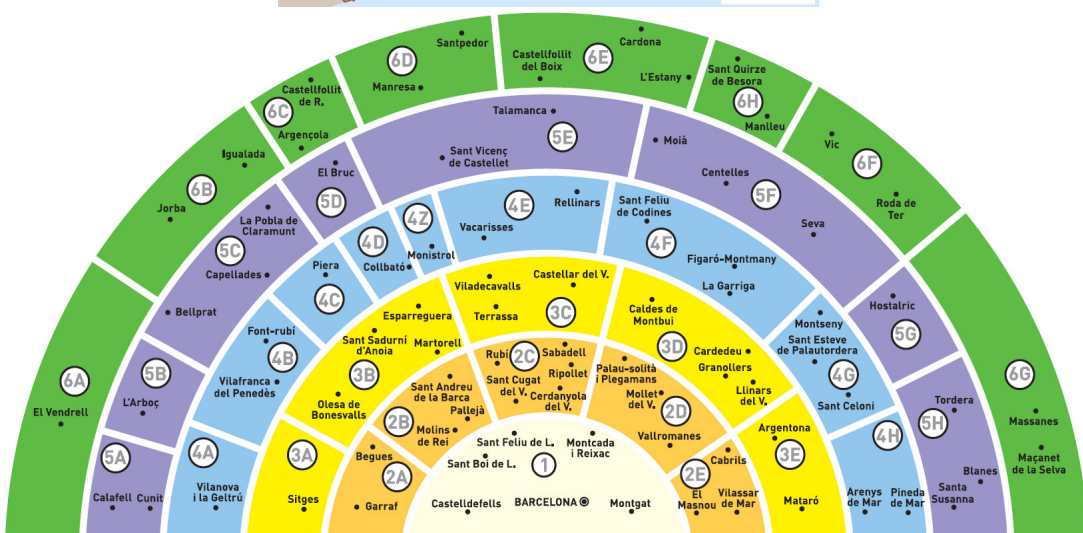 Santpedor
6D
Manresa
Cardona
Castellfollit
del Boix
6E
L'Estany
Sant Quirze
de Besora
6H
Manlleu
Castellfollit
de R.
6C
Argençola
Vic
6F
Roda de
Ter
Igualada
6B
Jorba
Talamanca
5E
Sant Vicenç
de Castellet
Moià
Centelles
5F
Seva
El Bruc
5D
La Pobla de
Claramunt
5C
Capellades
Bellprat
4Z
Monistrol
4D
Collbató
4E
Rellinars
Vacarisses
Sant Feliu
de Codines
4F
Figaró-Montmany
La Garriga
Piera
4C
Hostalric
5G
Font-rubí
4B
Vilafranca
del Penedès
Viladecavalls
Castellar del V.
3C
Terrassa
Caldes de
Montbui
3D
Cardedeu
Granollers
Llinars
del V.
Montseny
Sant Esteve
de Palautordera
4G
Sant Celoni
Esparreguera
Sant Sadurní
d'Anoia
Martorell
3B
Olesa de
Bonesvalls
6A
El Vendrell
5B
L'Arboç
2C
Rubí
Sabadell
Ripollet
Sant Cugat
del V.
Cerdanyola
del V.
Palau-solità
i Plegamans
Mollet
del V.
2D
Vallromanes
Sant Andreu
de la Barca
Pallejà
2B
Molins
de Rei
6G
Massanes
Maçanet
de la Selva
Tordera
5H
Blanes
Santa
Susanna
5A
Calafell
Cunit
4A
Vilanova
i la Geltrú
3A
Sitges
Begues
2A
Garraf
Sant Feliu de L.
Montcada
i Reixac
Sant Boi de L.
1
Castelldefells
BARCELONA
Montgat
Cabrils
2E
El
Masnou
Vilassar
de Mar
Argentona
3E
Mataró
4H
Arenys
de Mar
Pineda
de Mar